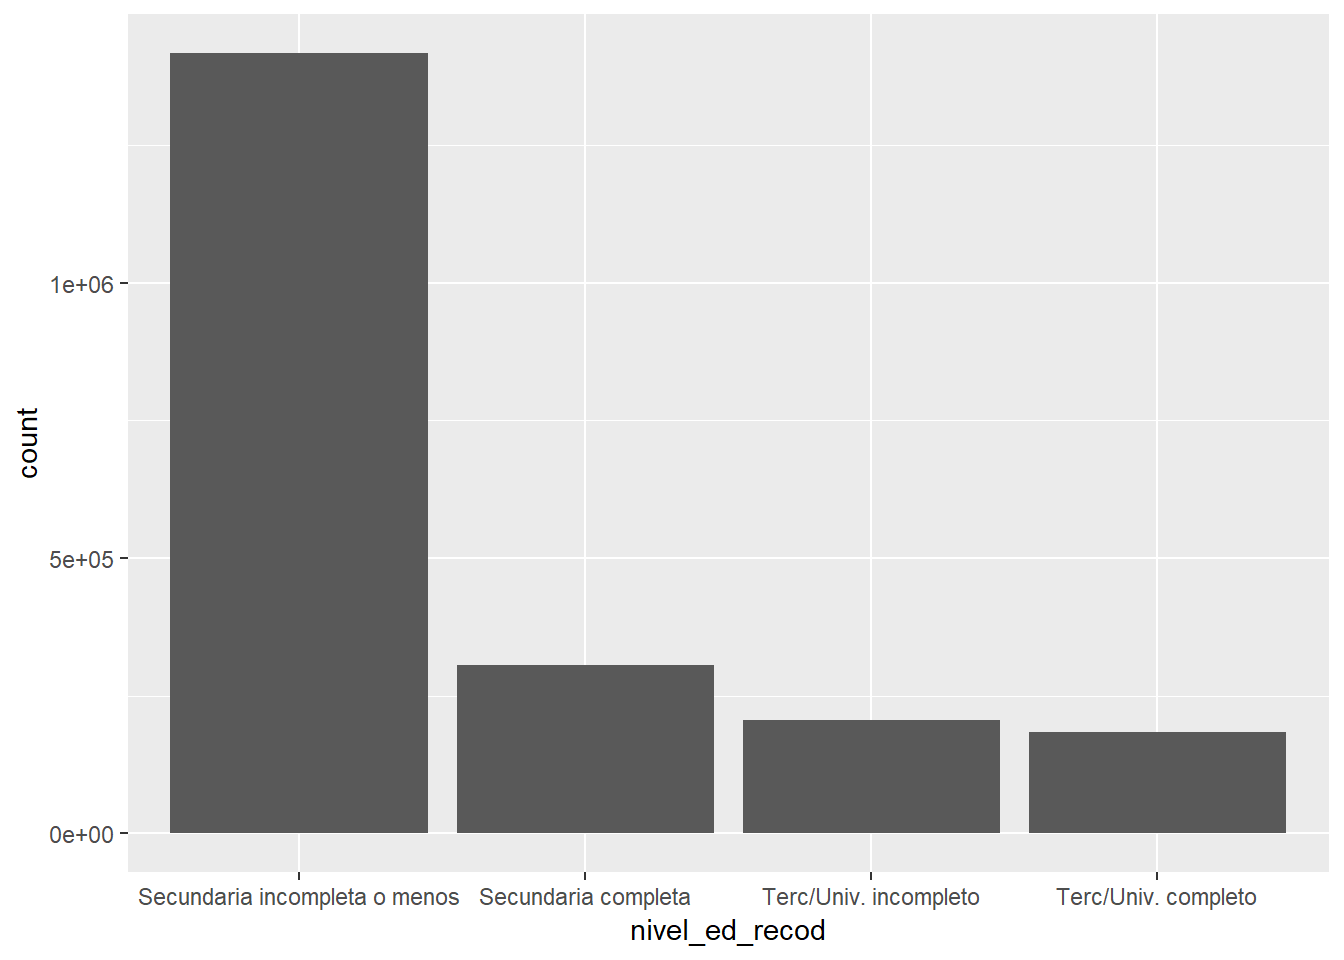 1e+06
5e+05
0e+00
count
Secundaria incompleta o menos Secundaria completa Terc/Univ. incompleto Terc/Univ. completo
nivel_ed_recod